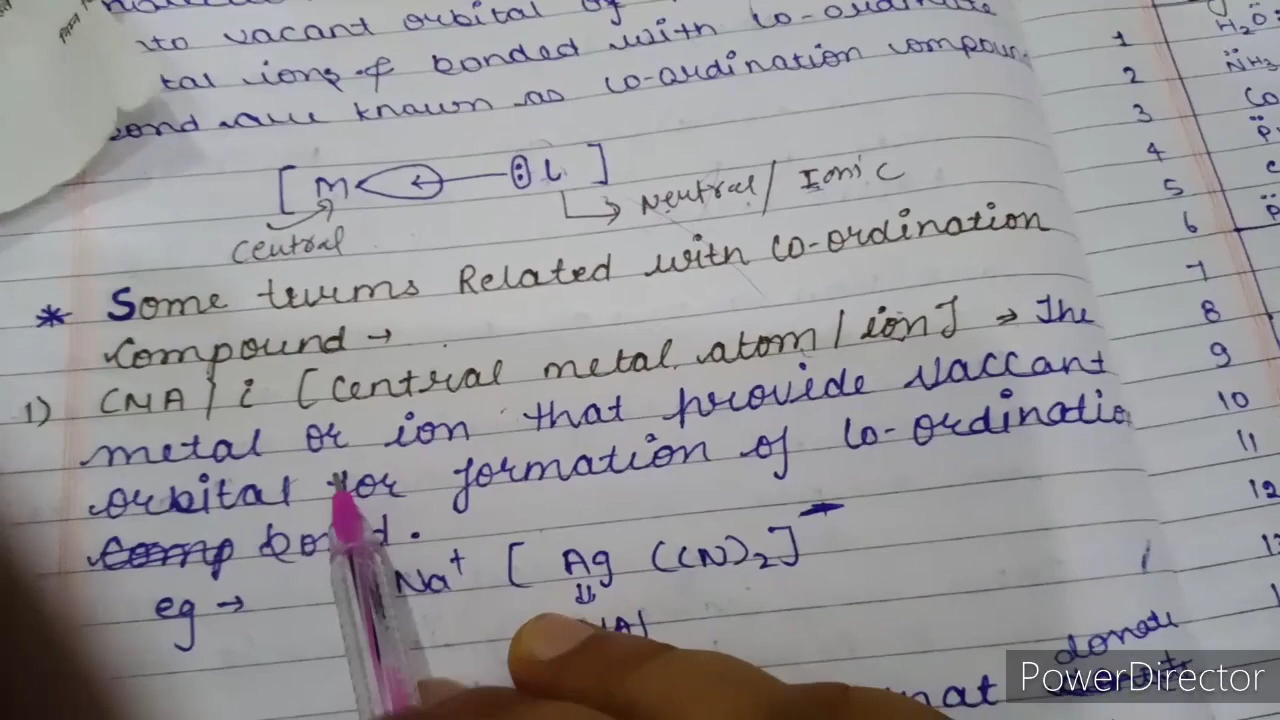 to vacant orbital
tal ions of bonded with co-ordinate
bond are known as co-ordination compoun
[ M ← : L ]
Neutral / Ionic
Central
* Some terms Related with co-ordination
compound →
1) CMA / i [Central metal atom / ion] → The
metal or ion that provide vaccant
orbital for formation of co-ordinatio
comp bond.
eg → Na+ [ Ag (CN)2 ]-
⇓
donate
1 H2O
2 NH3
3 Co
4
5
6
7
8
9
10
11
12
PowerDirector